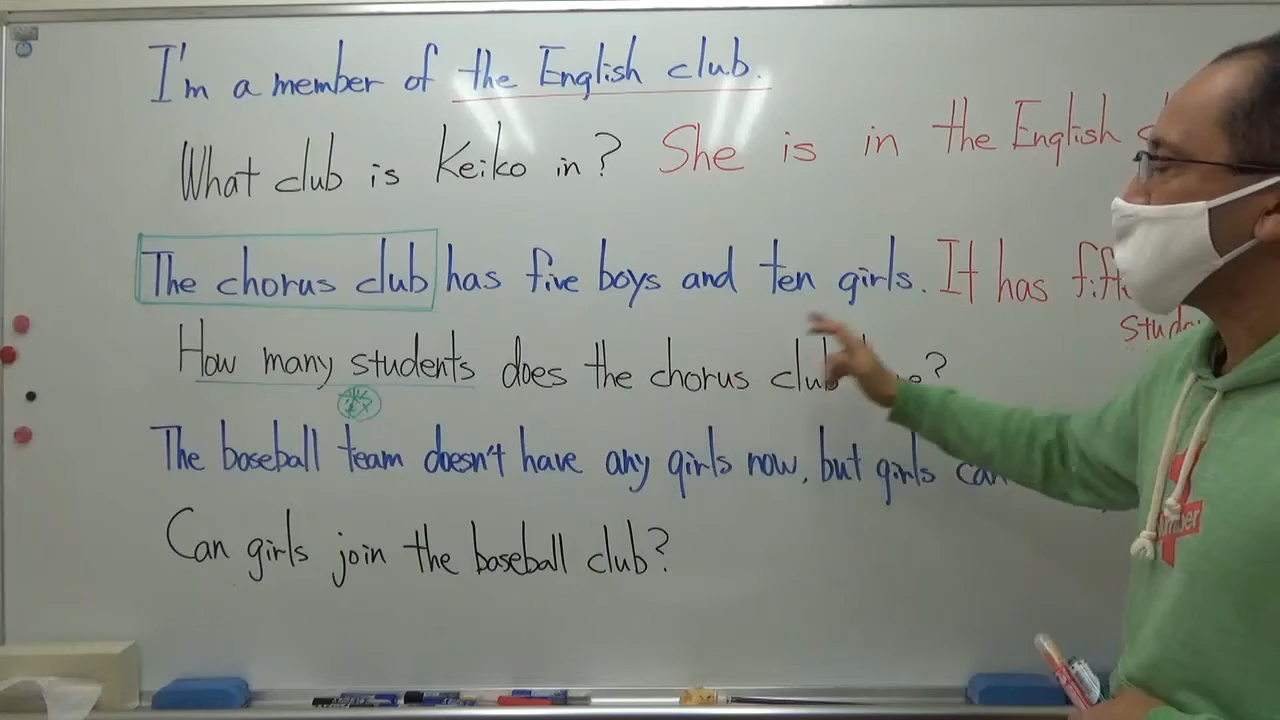 I'm a member of the English club.
What club is Keiko in? She is in the English
The chorus club has five boys and ten girls. It has
How many students does the chorus club
The baseball team doesn't have any girls now, but girls can
Can girls join the baseball club?